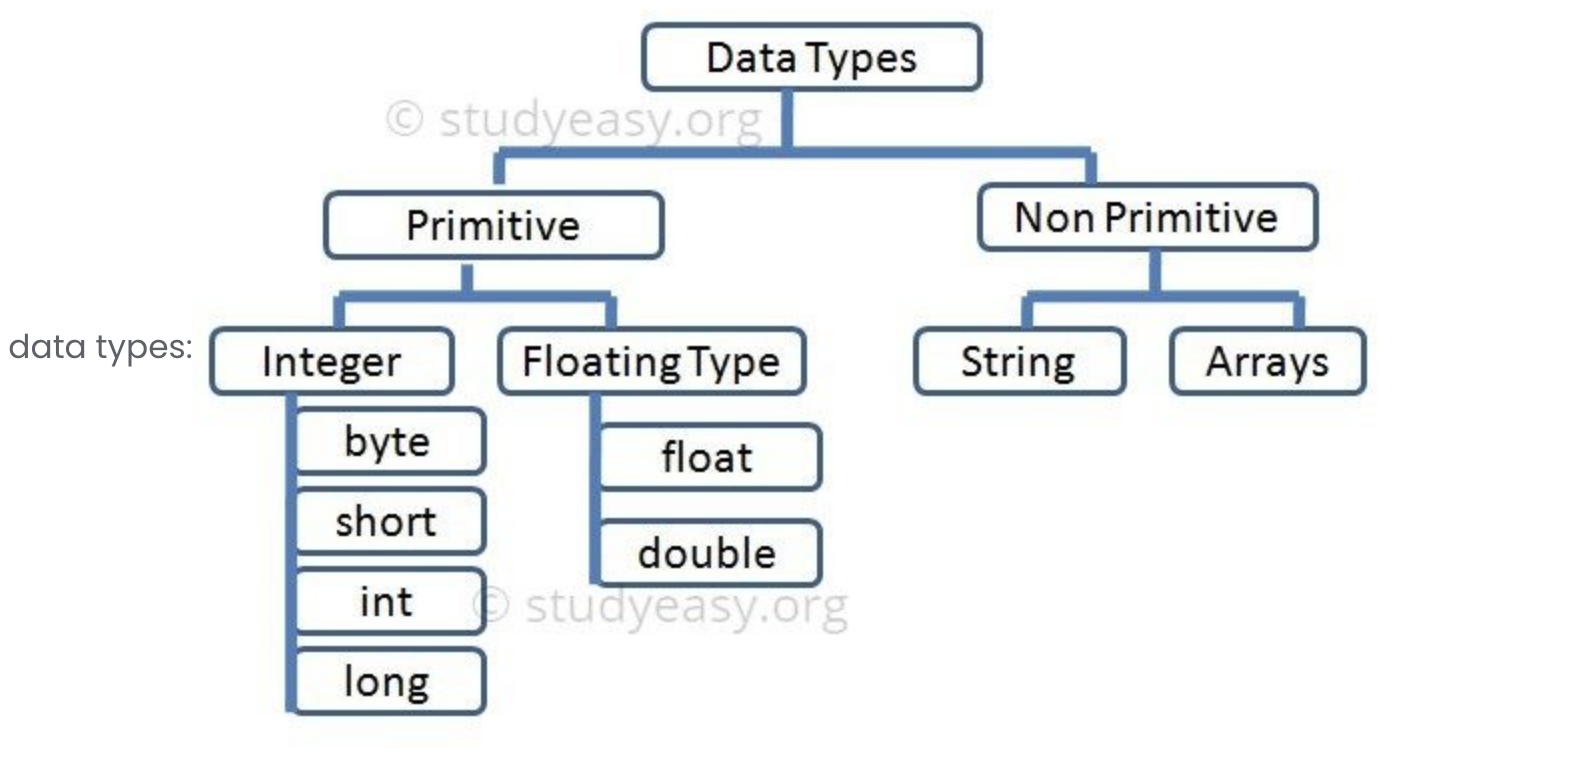 Data Types
© studyeasy.org
Primitive
Non Primitive
data types:
Integer
Floating Type
String
Arrays
byte
float
short
double
int
© studyeasy.org
long